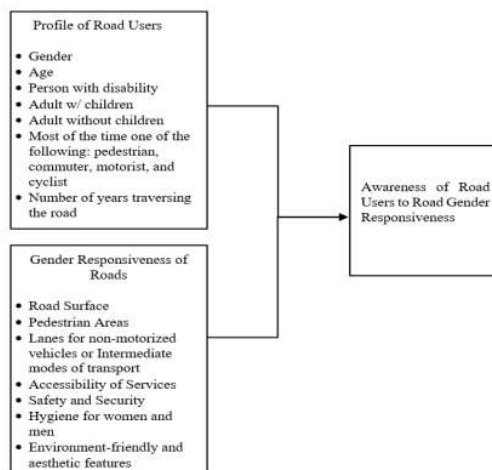 Profile of Road Users
• Gender
• Age
• Person with disability
• Adult w/ children
• Adult without children
• Most of the time one of the
following: pedestrian,
commuter, motorist, and
cyclist
• Number of years traversing
the road
Gender Responsiveness of
Roads
• Road Surface
• Pedestrian Areas
• Lanes for non-motorized
vehicles or Intermediate
modes of transport
• Accessibility of Services
• Safety and Security
• Hygiene for women and
men
• Environment-friendly and
aesthetic features
Awareness of Road
Users to Road Gender
Responsiveness